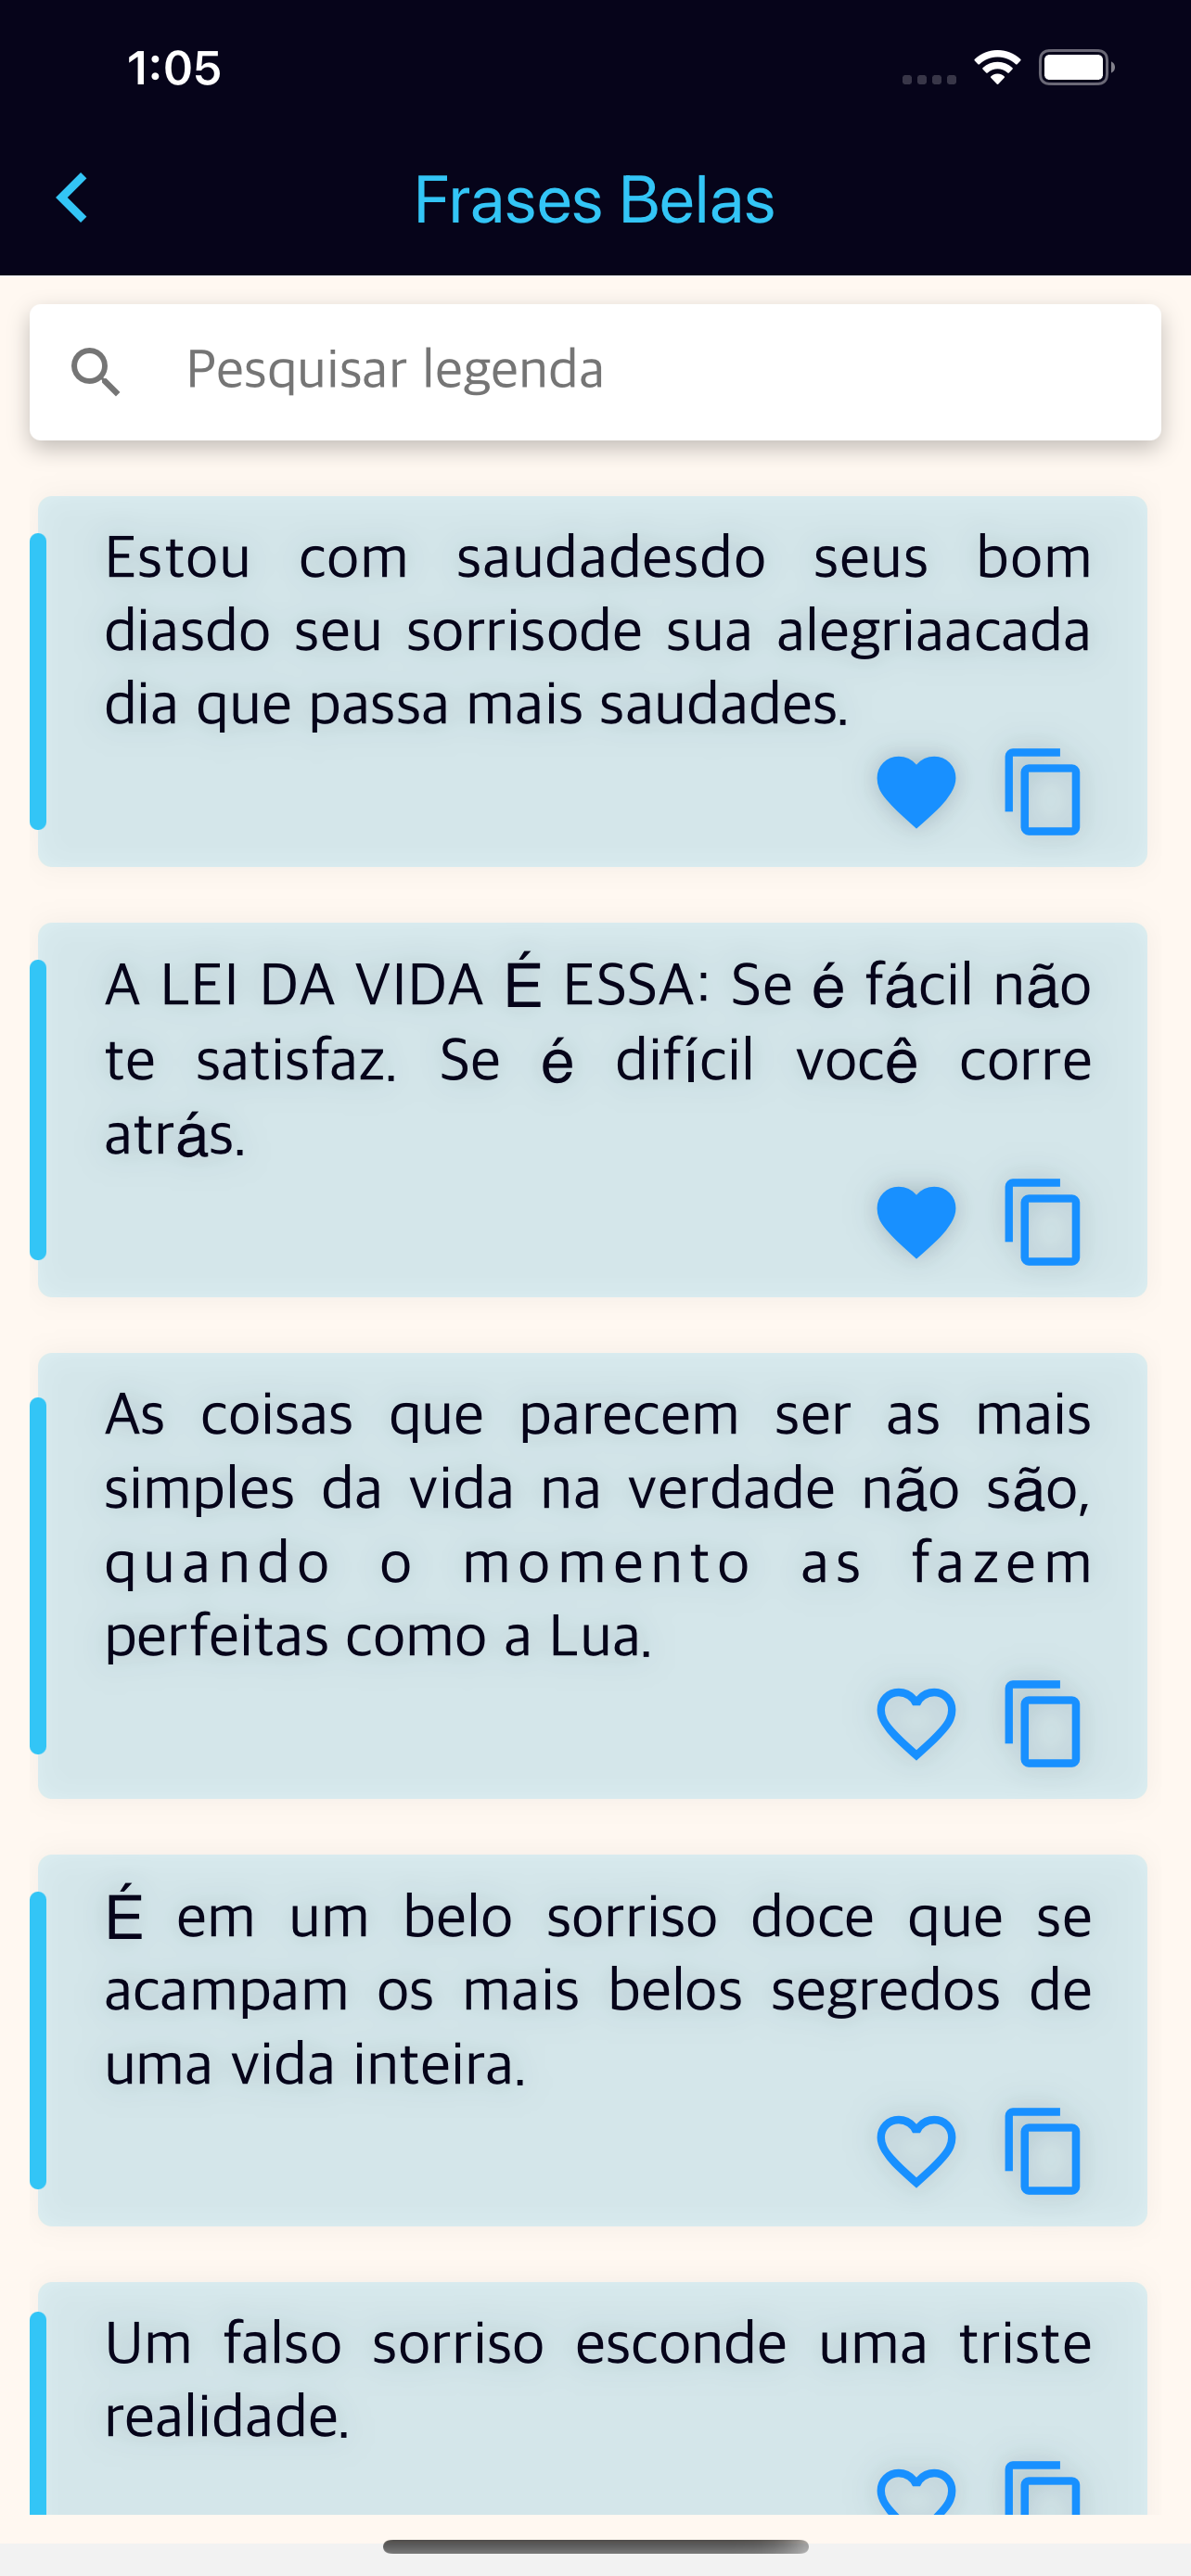 1:05
Frases Belas
Pesquisar legenda
Estou com saudadesdo seus bom
diasdo seu sorrisode sua alegriaacada
dia que passa mais saudades.
A LEI DA VIDA É ESSA: Se é fácil não
te satisfaz. Se é difícil você corre
atrás.
As coisas que parecem ser as mais
simples da vida na verdade não são,
quando o momento as fazem
perfeitas como a Lua.
É em um belo sorriso doce que se
acampam os mais belos segredos de
uma vida inteira.
Um falso sorriso esconde uma triste
realidade.